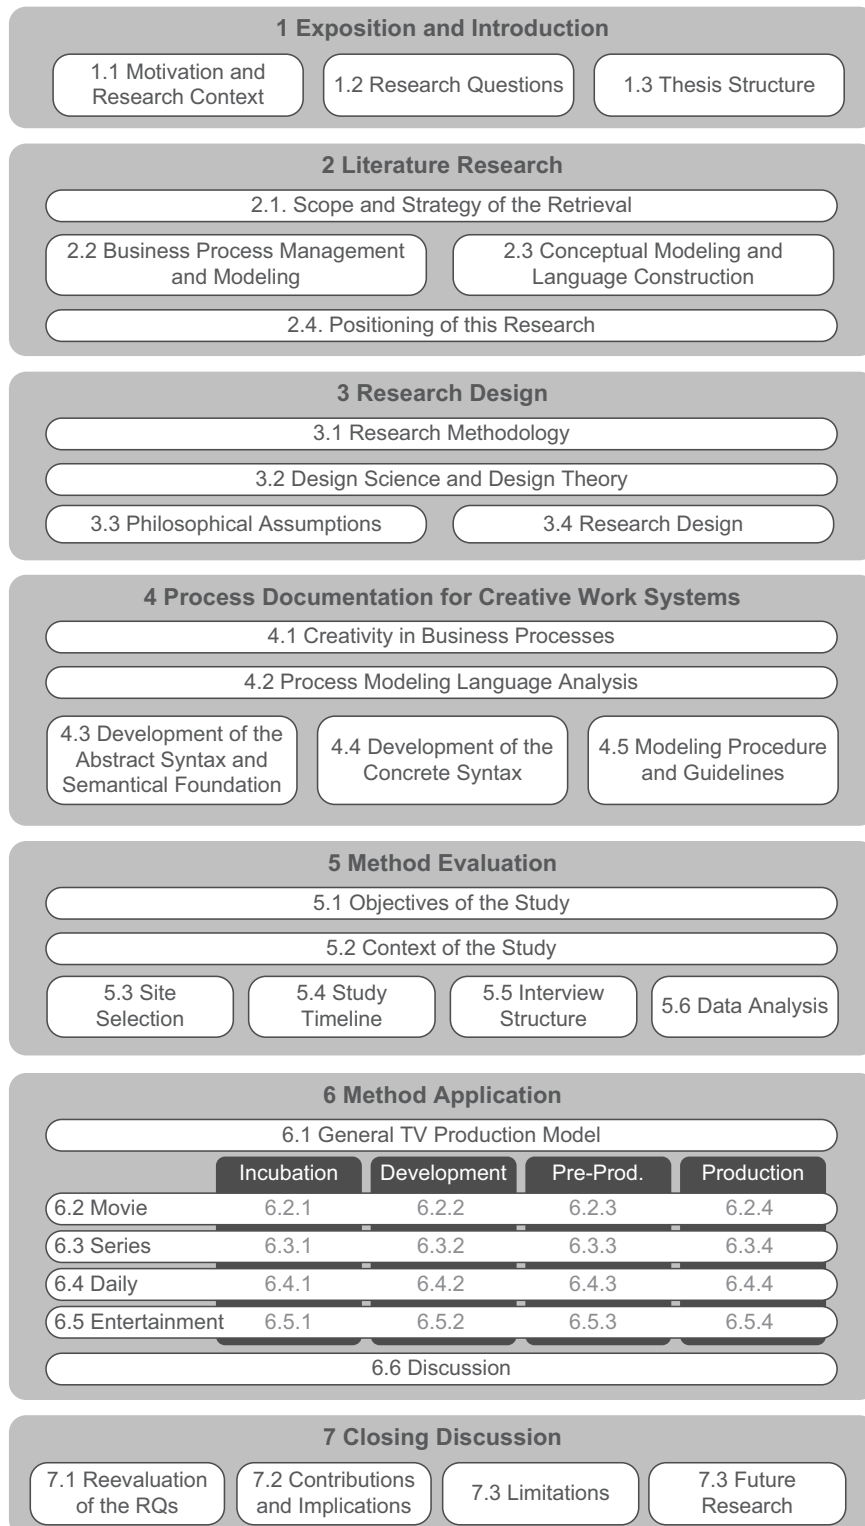 1 Exposition and Introduction
1.1 Motivation and
Research Context
1.2 Research Questions
1.3 Thesis Structure
2 Literature Research
2.1. Scope and Strategy of the Retrieval
2.2 Business Process Management
and Modeling
2.3 Conceptual Modeling and
Language Construction
2.4. Positioning of this Research
3 Research Design
3.1 Research Methodology
3.2 Design Science and Design Theory
3.3 Philosophical Assumptions
3.4 Research Design
4 Process Documentation for Creative Work Systems
4.1 Creativity in Business Processes
4.2 Process Modeling Language Analysis
4.3 Development of the
Abstract Syntax and
Semantical Foundation
4.4 Development of the
Concrete Syntax
4.5 Modeling Procedure
and Guidelines
5 Method Evaluation
5.1 Objectives of the Study
5.2 Context of the Study
5.3 Site
Selection
5.4 Study
Timeline
5.5 Interview
Structure
5.6 Data Analysis
6 Method Application
6.1 General TV Production Model
Incubation Development Pre-Prod. Production
6.2 Movie 6.2.1 6.2.2 6.2.3 6.2.4
6.3 Series 6.3.1 6.3.2 6.3.3 6.3.4
6.4 Daily 6.4.1 6.4.2 6.4.3 6.4.4
6.5 Entertainment 6.5.1 6.5.2 6.5.3 6.5.4
6.6 Discussion
7 Closing Discussion
7.1 Reevaluation
of the RQs
7.2 Contributions
and Implications
7.3 Limitations
7.3 Future
Research